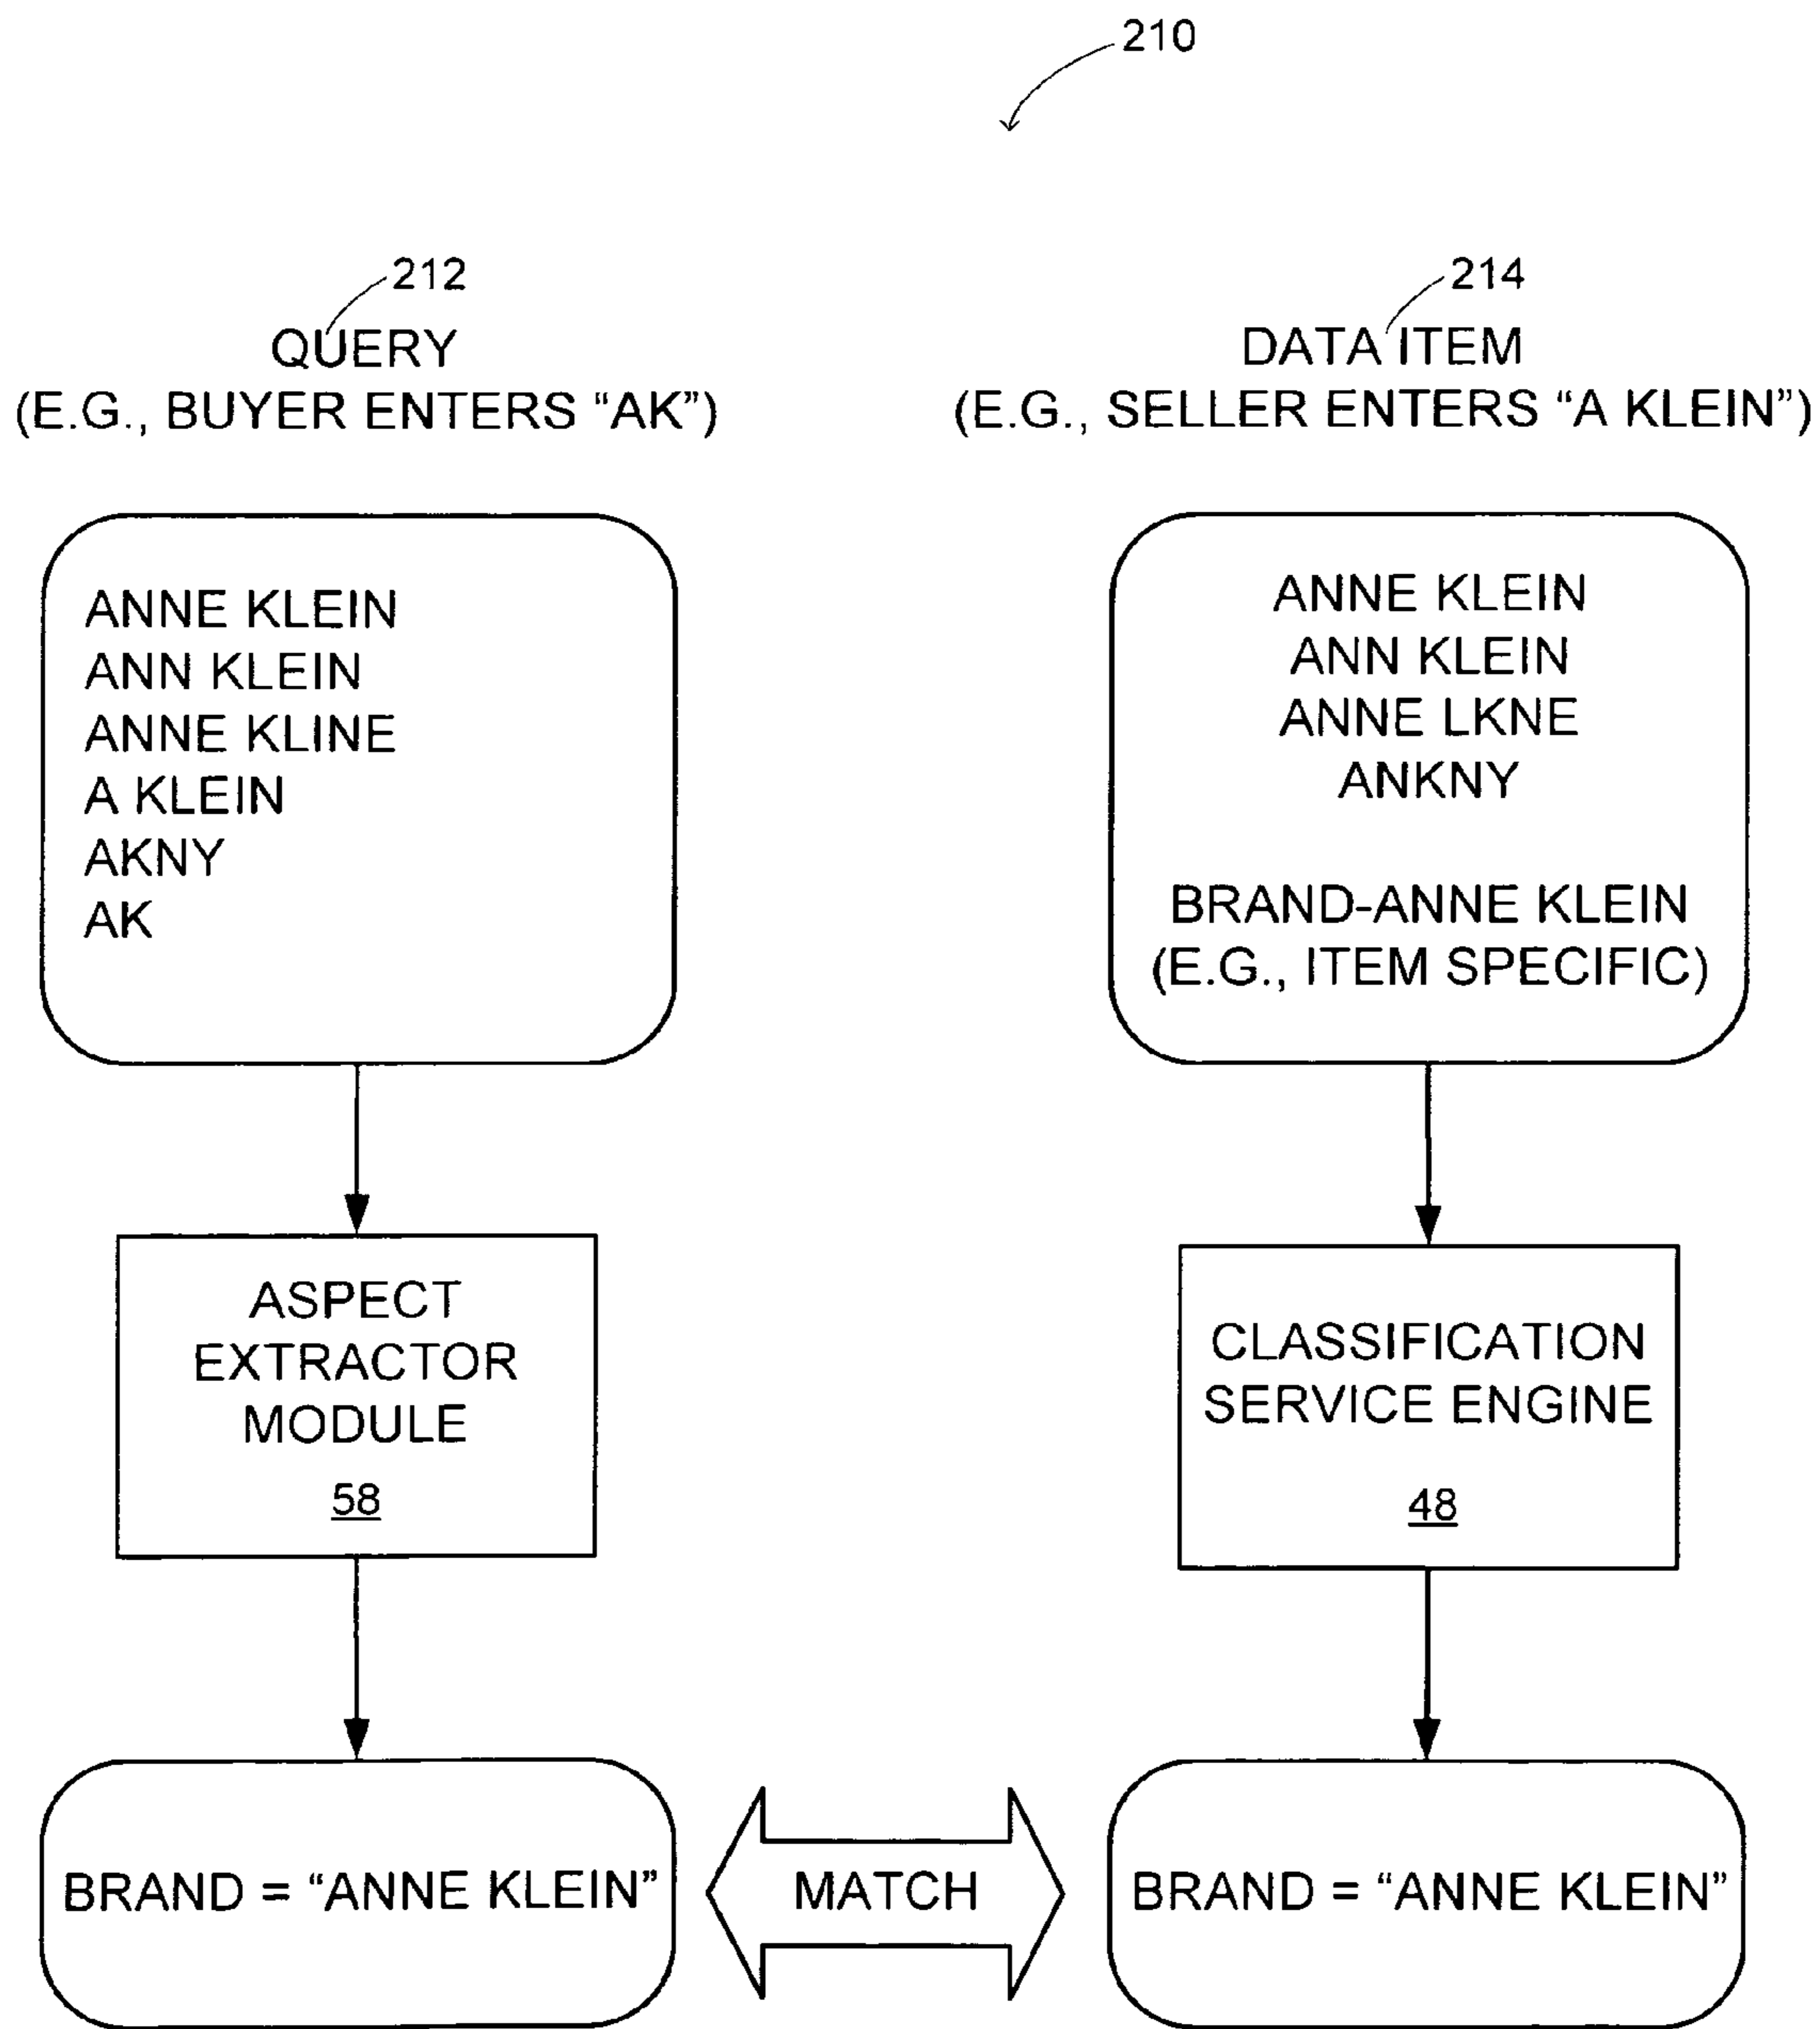 210
212
QUERY
(E.G., BUYER ENTERS “AK”)
214
DATA ITEM
(E.G., SELLER ENTERS “A KLEIN”)
ANNE KLEIN
ANN KLEIN
ANNE KLINE
A KLEIN
AKNY
AK
ANNE KLEIN
ANN KLEIN
ANNE LKNE
ANKNY
BRAND-ANNE KLEIN
(E.G., ITEM SPECIFIC)
ASPECT
EXTRACTOR
MODULE
58
CLASSIFICATION
SERVICE ENGINE
48
BRAND = “ANNE KLEIN”
MATCH
BRAND = “ANNE KLEIN”